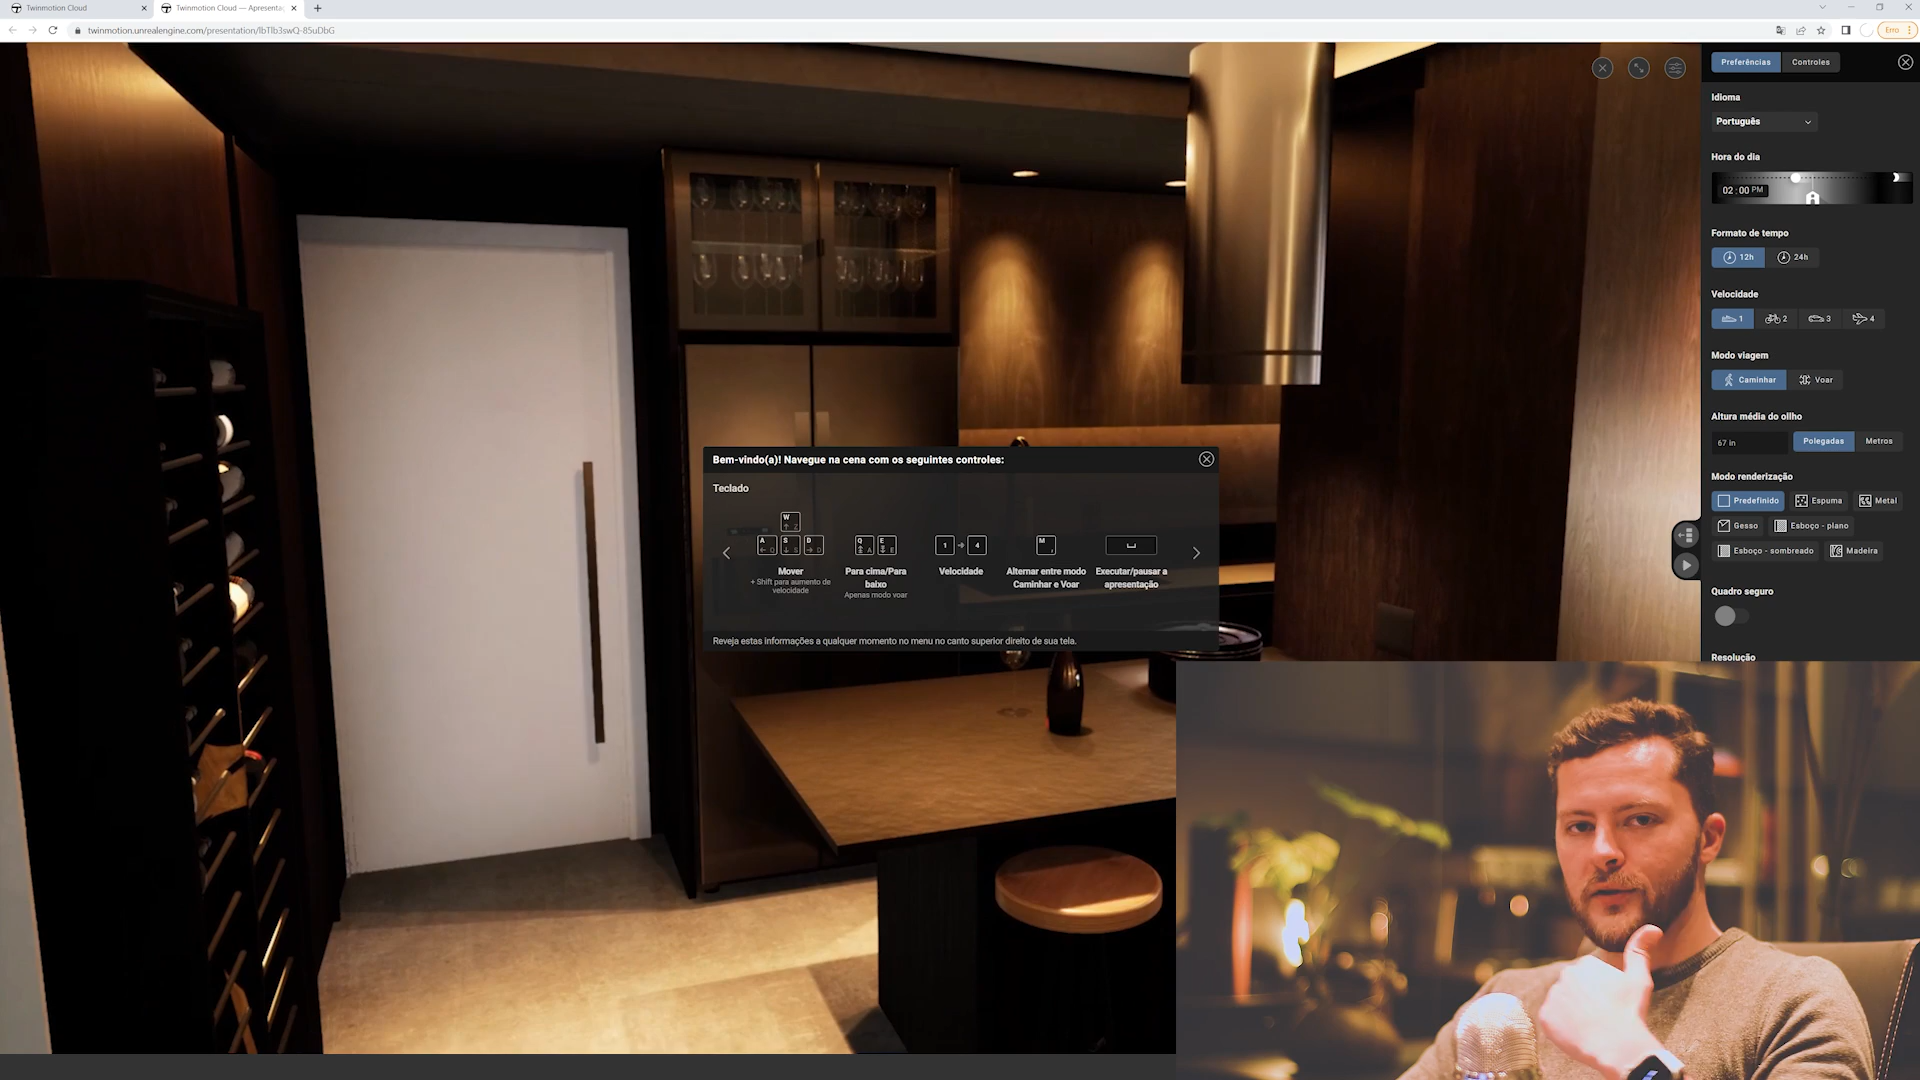 Twinmotion Cloud
Twinmotion Cloud — Apresenta
twinmotion.unrealengine.com/presentation/lbTlb3swQ-85uDbG
Erro
Preferências
Controles
Idioma
Português
Hora do dia
02 : 00 PM
Formato de tempo
12h
24h
Velocidade
1
2
3
4
Modo viagem
Caminhar
Voar
Altura média do ollho
67 in
Polegadas
Metros
Modo renderização
Predefinido
Espuma
Metal
Gesso
Esboço - plano
Esboço - sombreado
Madeira
Quadro seguro
Resolução
Bem-vindo(a)! Navegue na cena com os seguintes controles:
Teclado
W
Z
A
Q
S
S
D
D
Q
A
E
E
1
4
M
,
Mover
+ Shift para aumento de
velocidade
Para cima/Para
baixo
Apenas modo voar
Velocidade
Alternar entre modo
Caminhar e Voar
Executar/pausar a
apresentação
Reveja estas informações a qualquer momento no menu no canto superior direito de sua tela.